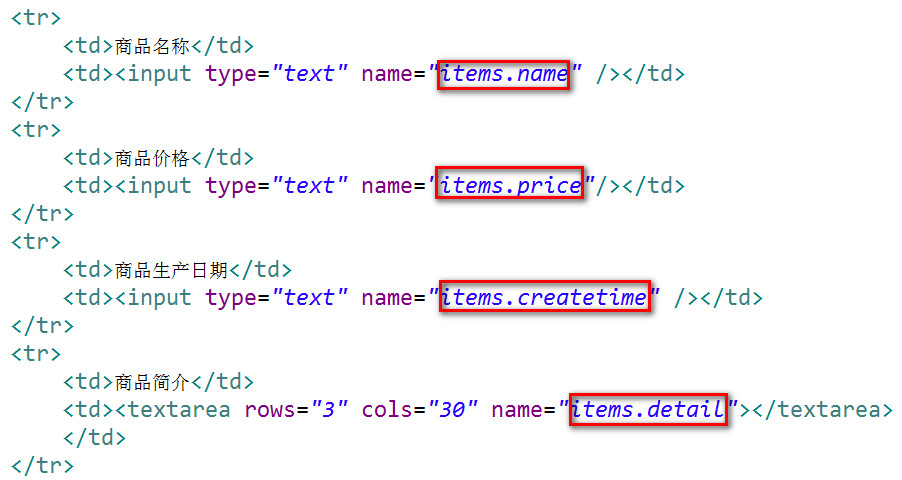 <tr>
    <td>商品名称</td>
    <td><input type="text" name="items.name" /></td>
</tr>
<tr>
    <td>商品价格</td>
    <td><input type="text" name="items.price"/></td>
</tr>
<tr>
    <td>商品生产日期</td>
    <td><input type="text" name="items.createtime" /></td>
</tr>
<tr>
    <td>商品简介</td>
    <td><textarea rows="3" cols="30" name="items.detail"></textarea>
    </td>
</tr>